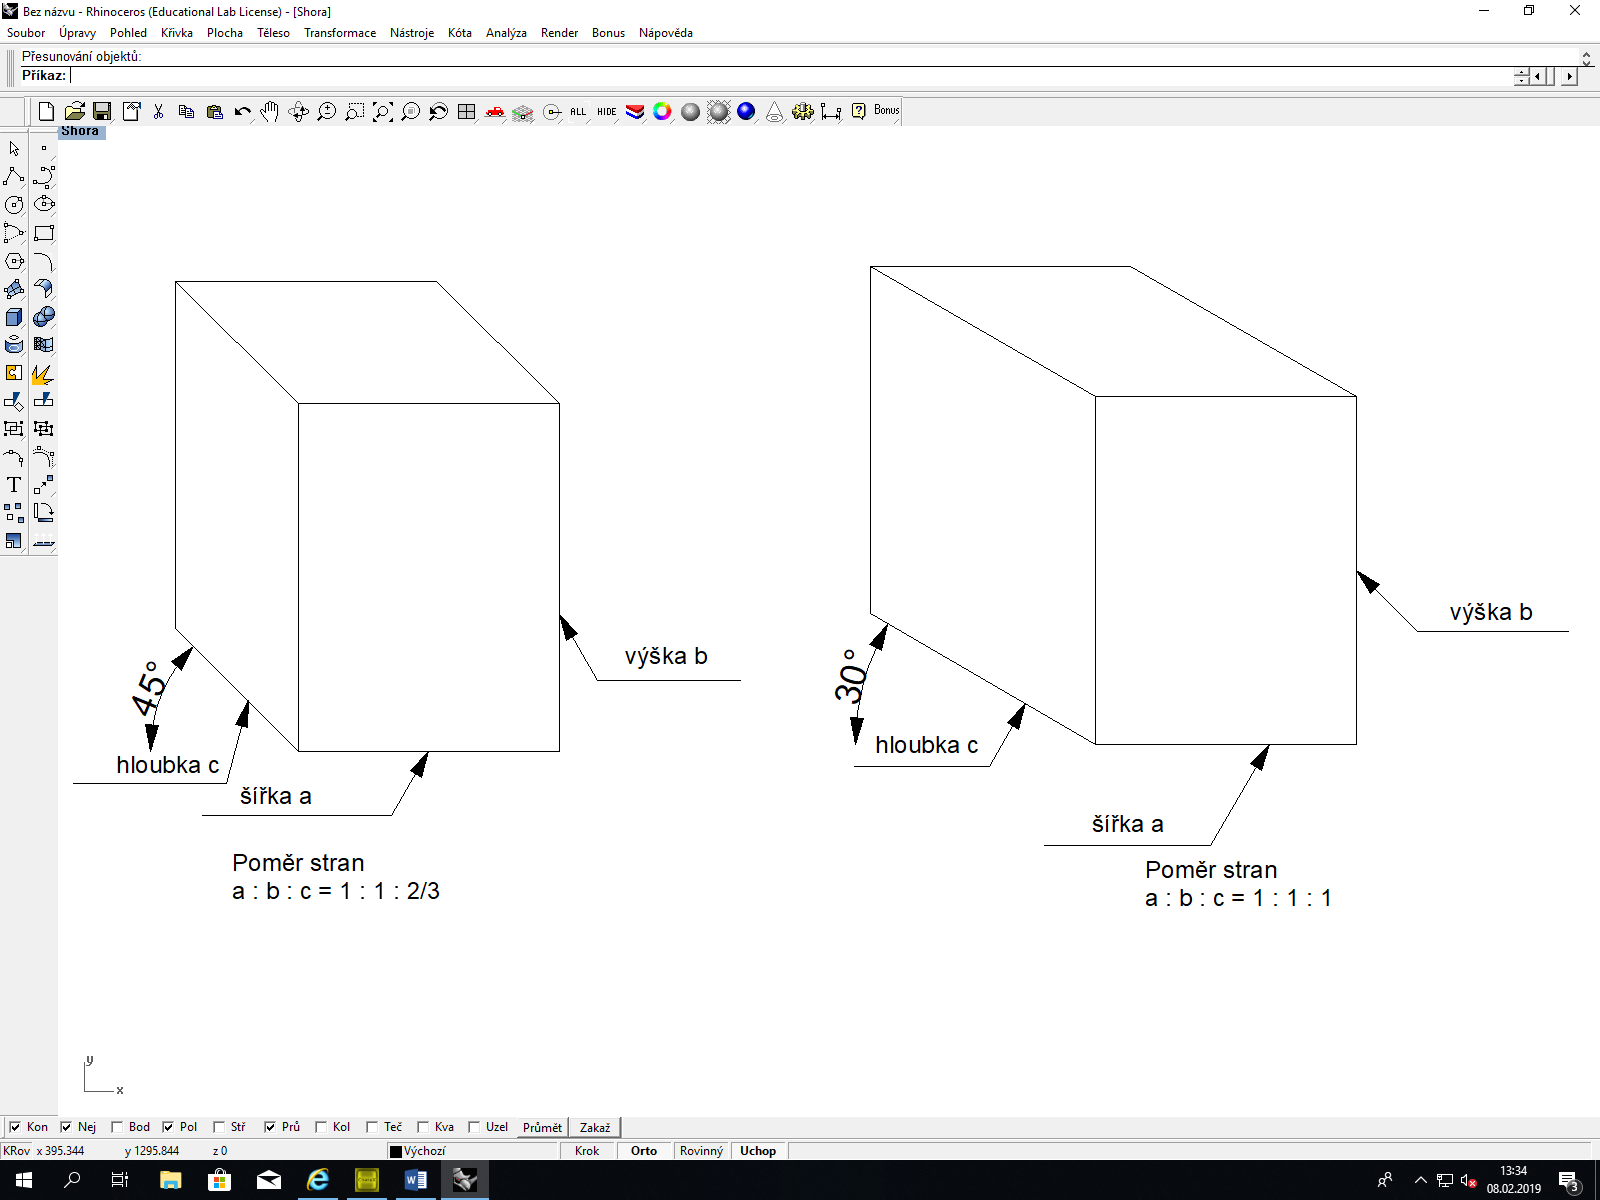 Bez názvu - Rhinoceros (Educational Lab License) - [Shora]
Soubor Úpravy Pohled Křivka Plocha Těleso Transformace Nástroje Kóta Analýza Render Bonus Nápověda
Přesunování objektů:
Příkaz:
ALL HIDE ? Bonus
Shora
T
výška b
výška b
45°
30°
hloubka c
hloubka c
šířka a
šířka a
Poměr stran
a : b : c = 1 : 1 : 2/3
Poměr stran
a : b : c = 1 : 1 : 1
y
x
Kon Nej Bod Pol Stř Prů Kol Teč Kva Uzel Průmět Zakaž
KRov x 395.344 y 1295.844 z 0 Výchozí Krok Orto Rovinný Uchop
13:34
08.02.2019
3